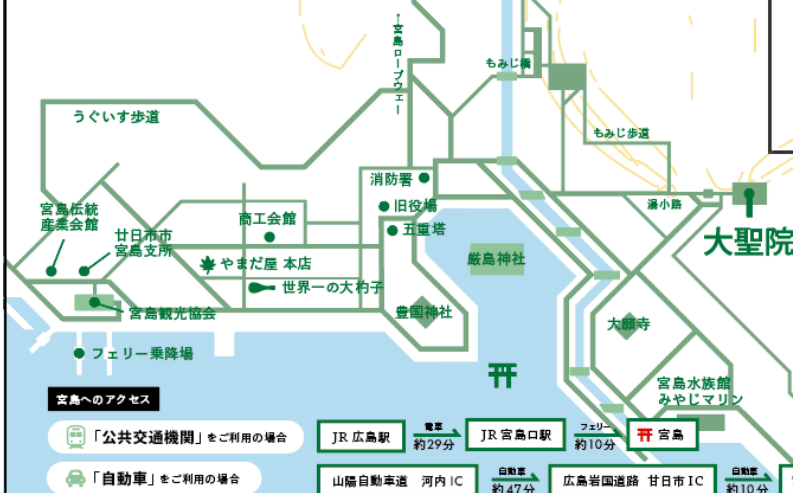 宮島ロープウェー
もみじ橋
うぐいす歩道
もみじ歩道
消防署
旧役場
湯小路
宮島伝統
産業会館
商工会館
五重塔
廿日市市
宮島支所
大聖院
やまだ屋 本店
厳島神社
世界一の大杓子
宮島観光協会
豊国神社
大願寺
フェリー乗降場
宮島水族館
みやじマリン
宮島へのアクセス
「公共交通機関」をご利用の場合
JR 広島駅
電車
約29分
JR 宮島口駅
フェリー
約10分
宮島
「自動車」をご利用の場合
山陽自動車道 河内 IC
自動車
約47分
広島岩国道路 廿日市 IC
自動車
約10分